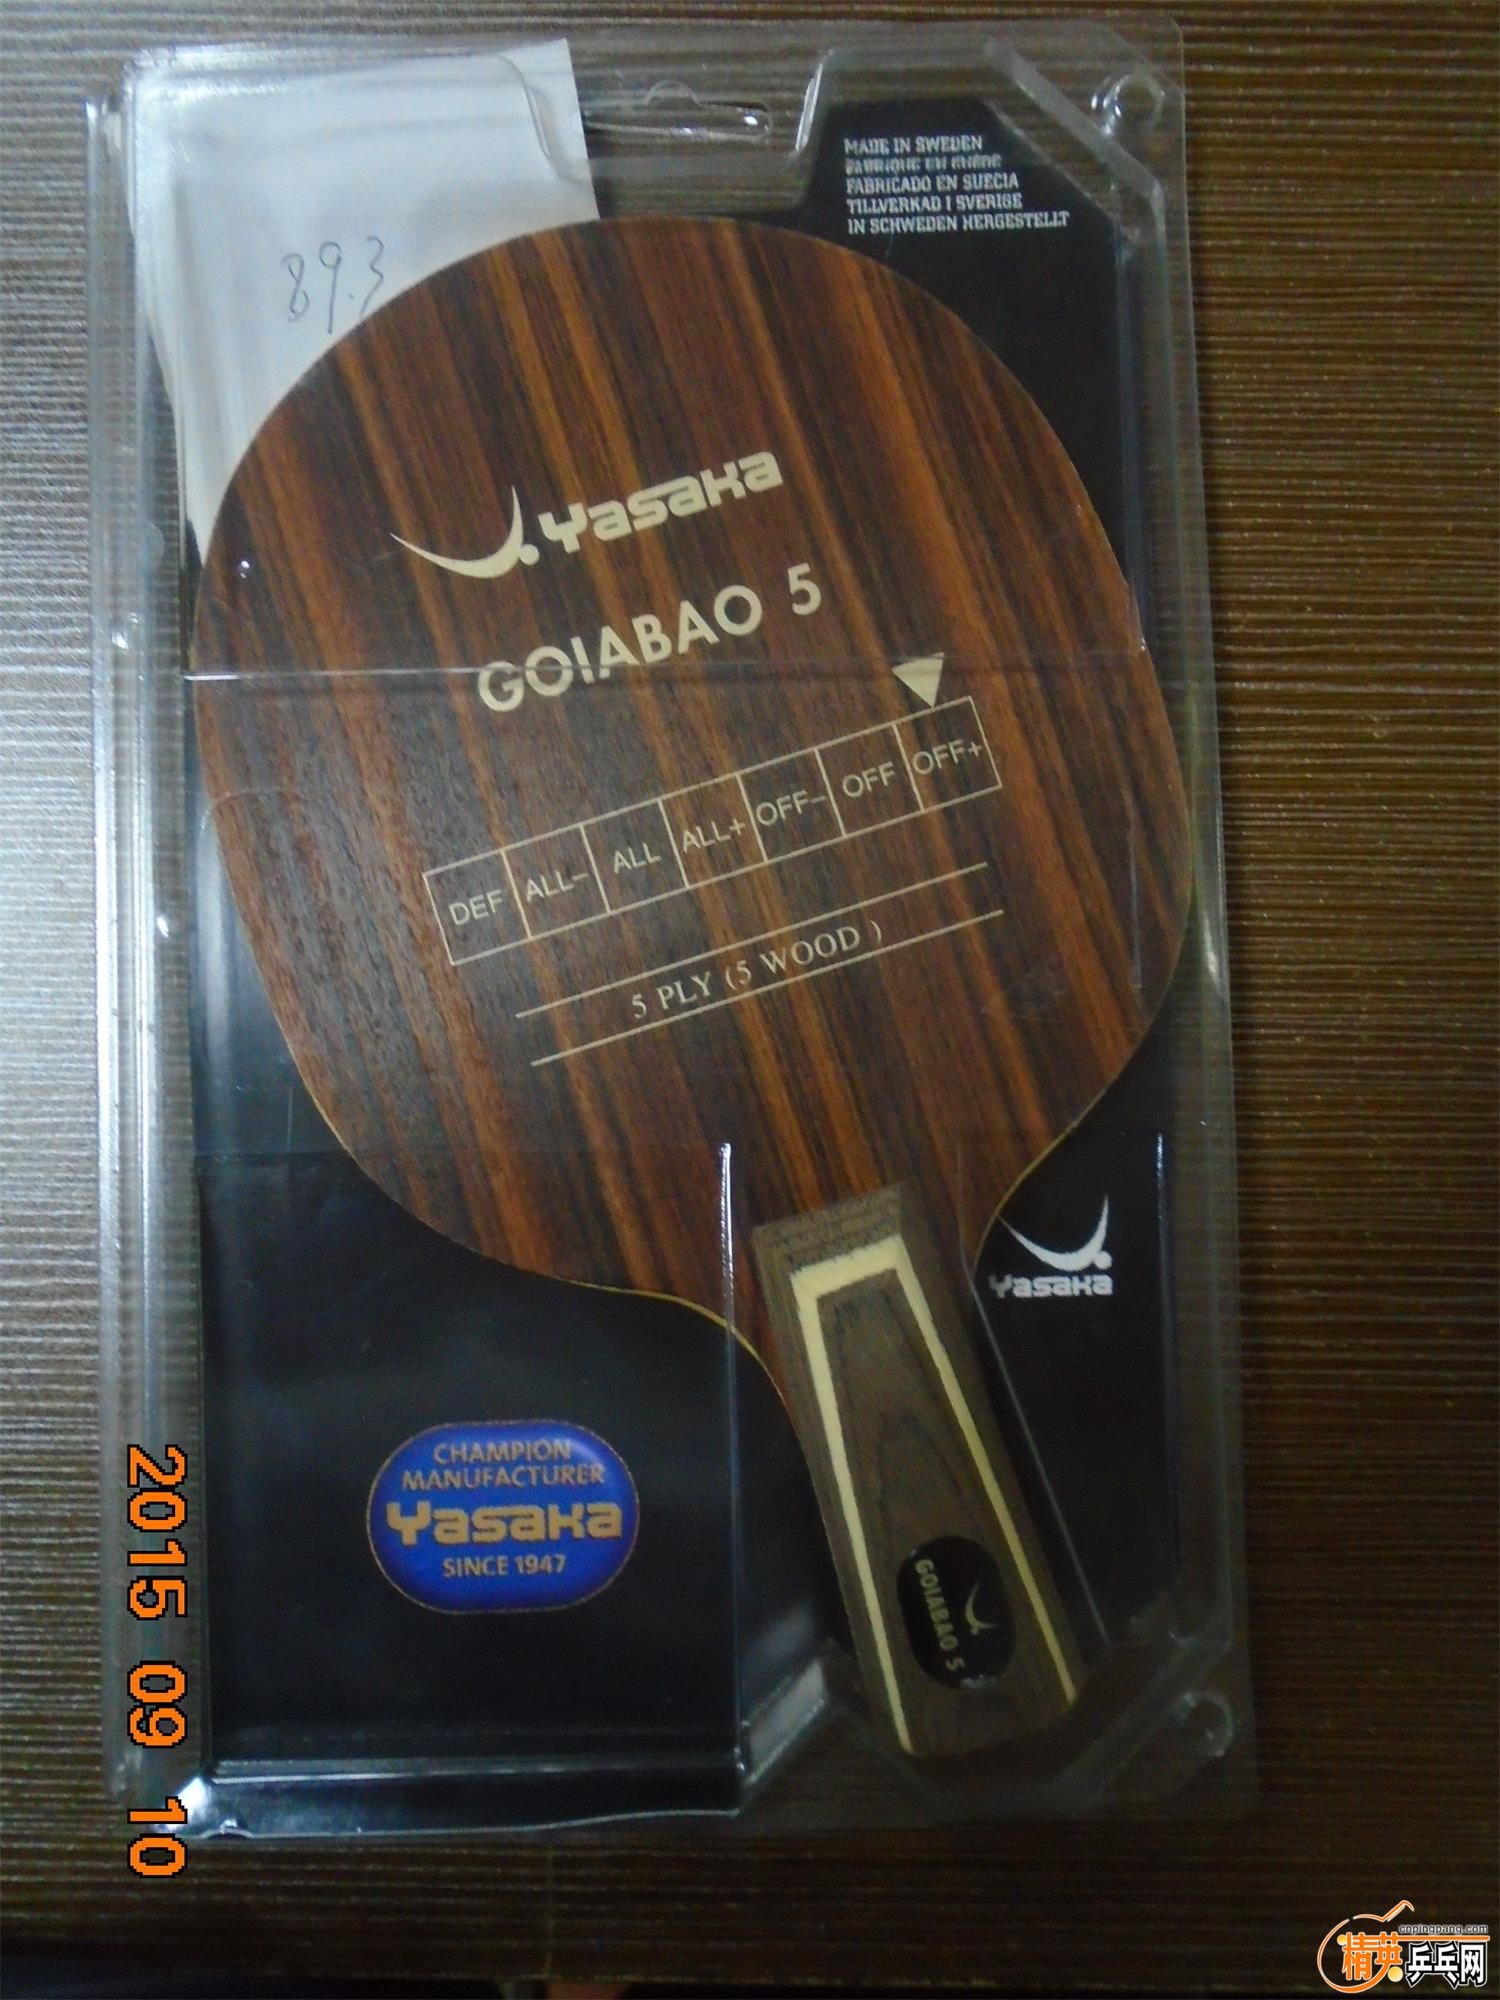 MADE IN SWEDEN
FABRIQUE EN SUÈDE
FABRICADO EN SUECIA
TILLVERKAD I SVERIGE
IN SCHWEDEN HERGESTELLT
89.3
Yasaka
GOIABAO 5
DEF ALL- ALL ALL+ OFF- OFF OFF+
5 PLY (5 WOOD )
Yasaka
CHAMPION
MANUFACTURER
Yasaka
SINCE 1947
GOIABAO 5
2015 09 10
cnpingpang.com
精英乒乓网